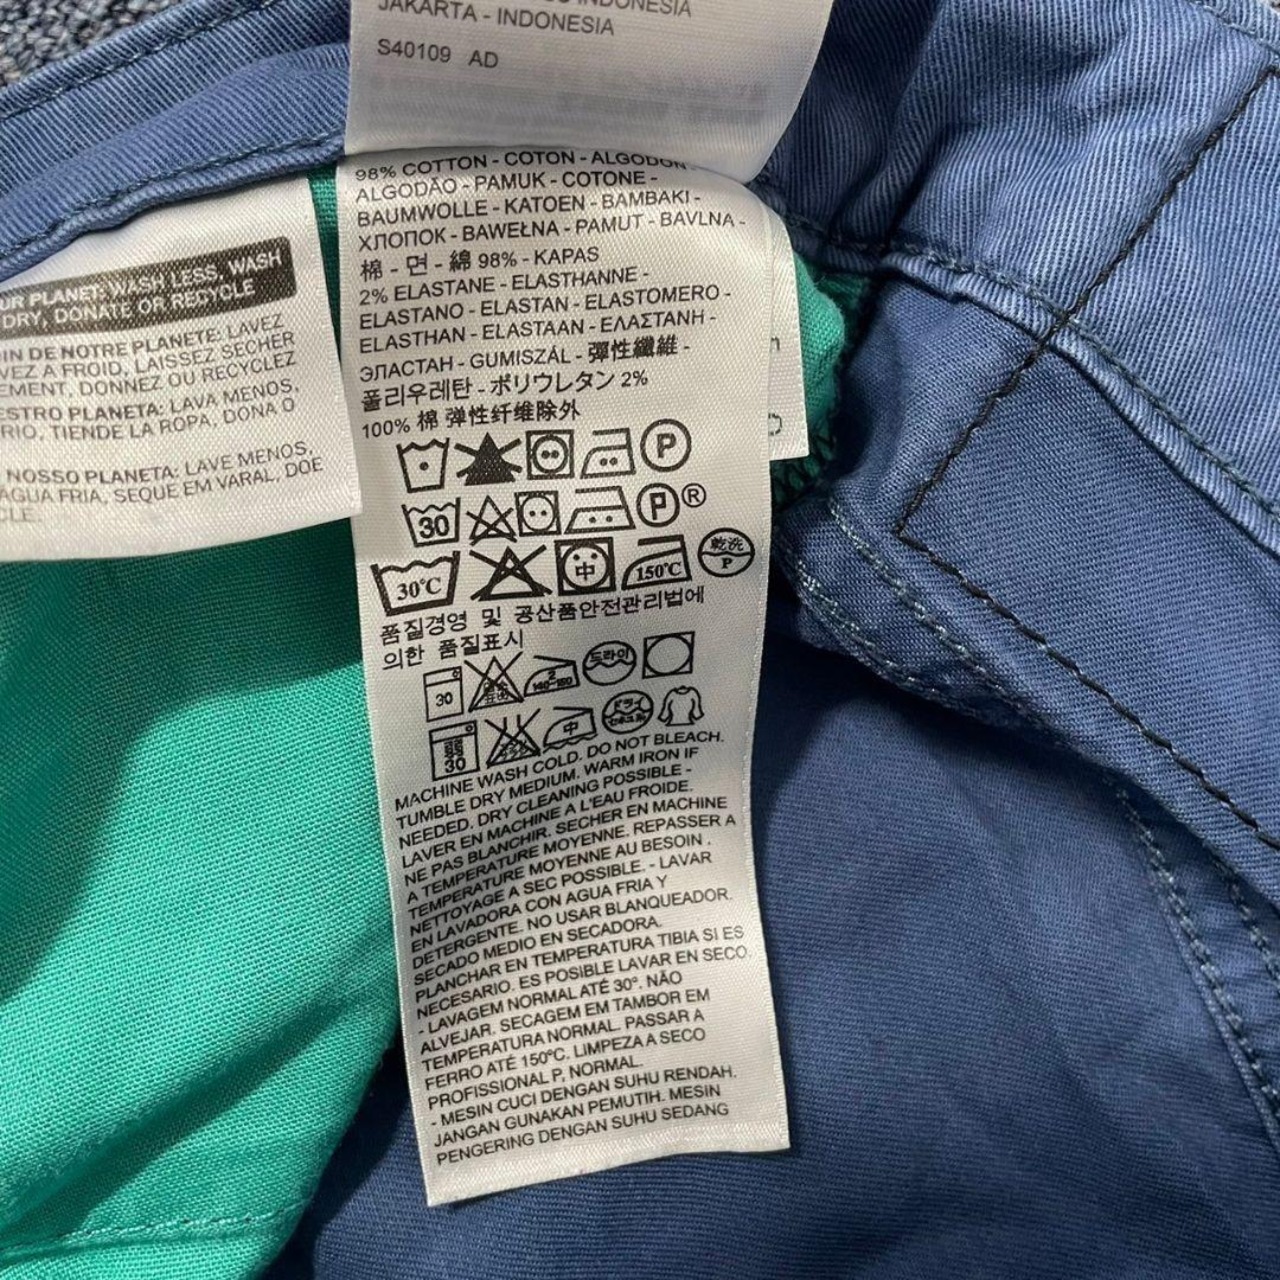 INDONESIA
JAKARTA - INDONESIA
S40109 AD
OUR PLANET: WASH LESS, WASH
DRY, DONATE OR RECYCLE
DE NOTRE PLANETE: LAVEZ
A FROID, LAISSEZ SECHER
DONNEZ OU RECYCLEZ
PLANETA: LAVA MENOS,
TIENDE LA ROPA, DONA O
NOSSO PLANETA: LAVE MENOS,
AGUA FRIA, SEQUE EM VARAL, DOE
98% COTTON - COTON - ALGODON -
ALGODÃO - PAMUK - COTONE -
BAUMWOLLE - KATOEN - BAMBAKI -
ХЛОПОК - BAWEŁNA - PAMUT - BAVLNA -
棉 - 면 - 綿 98% - KAPAS
2% ELASTANE - ELASTHANNE -
ELASTANO - ELASTAN - ELASTOMERO -
ELASTHAN - ELASTAAN - ΕΛΑΣΤΑΝΗ -
ЭЛАСТАН - GUMISZÁL - 彈性纖維 -
폴리우레탄 - ポリウレタン 2%
100% 棉 弹性纤维除外
P
30 P ®
30°C 中 150°C 乾洗 P
품질경영 및 공산품안전관리법에
의한 품질표시
30 2 140~160 드라이
30 中 ドライ
MACHINE WASH COLD. DO NOT BLEACH.
TUMBLE DRY MEDIUM. WARM IRON IF
NEEDED. DRY CLEANING POSSIBLE -
LAVER EN MACHINE A L'EAU FROIDE.
NE PAS BLANCHIR. SECHER EN MACHINE
A TEMPERATURE MOYENNE. REPASSER A
TEMPERATURE MOYENNE AU BESOIN .
NETTOYAGE A SEC POSSIBLE. - LAVAR
EN LAVADORA CON AGUA FRIA Y
DETERGENTE. NO USAR BLANQUEADOR.
SECADO MEDIO EN SECADORA.
PLANCHAR EN TEMPERATURA TIBIA SI ES
NECESARIO. ES POSIBLE LAVAR EN SECO.
- LAVAGEM NORMAL ATÉ 30°. NÃO
ALVEJAR. SECAGEM EM TAMBOR EM
TEMPERATURA NORMAL. PASSAR A
FERRO ATÉ 150°C. LIMPEZA A SECO
PROFISSIONAL P, NORMAL.
- MESIN CUCI DENGAN SUHU RENDAH.
JANGAN GUNAKAN PEMUTIH. MESIN
PENGERING DENGAN SUHU SEDANG